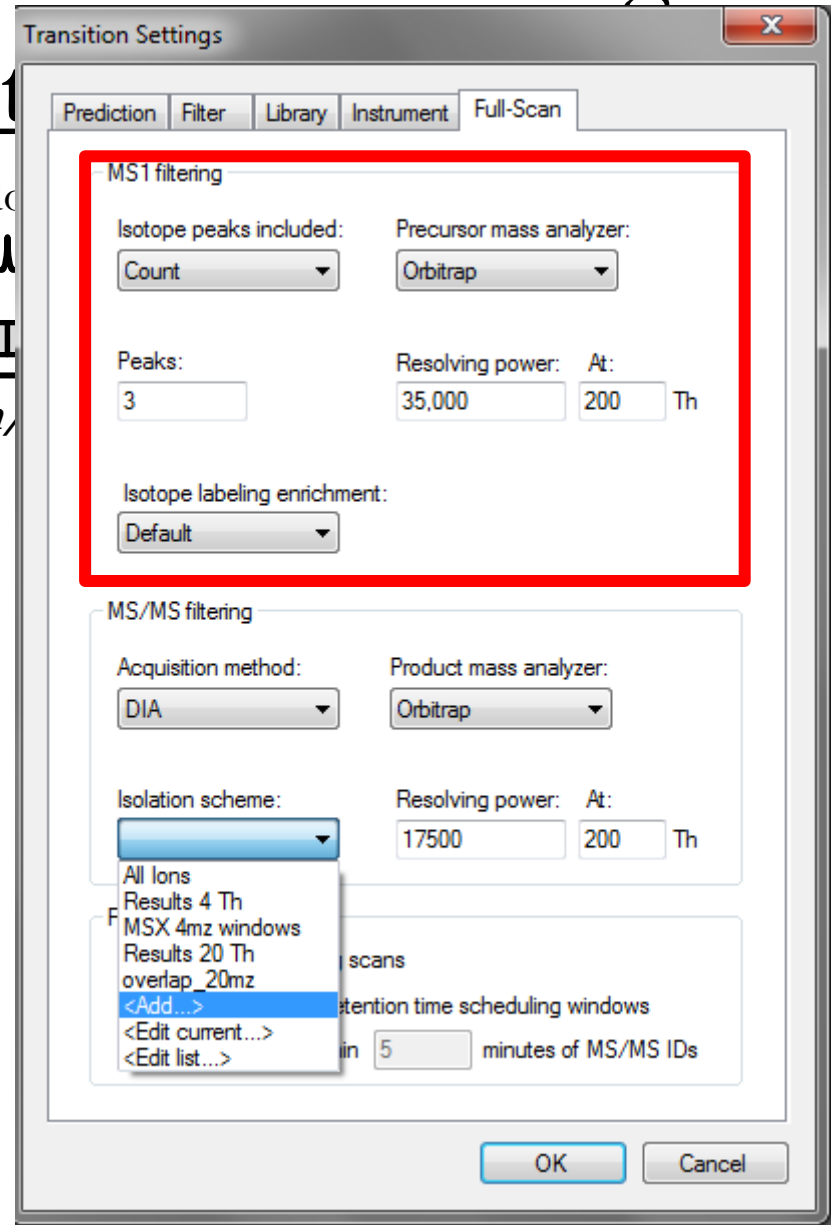 Transition Settings
Prediction Filter Library Instrument Full-Scan
MS1 filtering
Isotope peaks included: Precursor mass analyzer:
Count Orbitrap
Peaks: Resolving power: At:
3 35,000 200 Th
Isotope labeling enrichment:
Default
MS/MS filtering
Acquisition method: Product mass analyzer:
DIA Orbitrap
Isolation scheme: Resolving power: At:
17500 200 Th
All Ions
Results 4 Th
MSX 4mz windows
Results 20 Th
scans
overlap_20mz
<Add...>
retention time scheduling windows
<Edit current...>
5 minutes of MS/MS IDs
<Edit list...>
OK Cancel